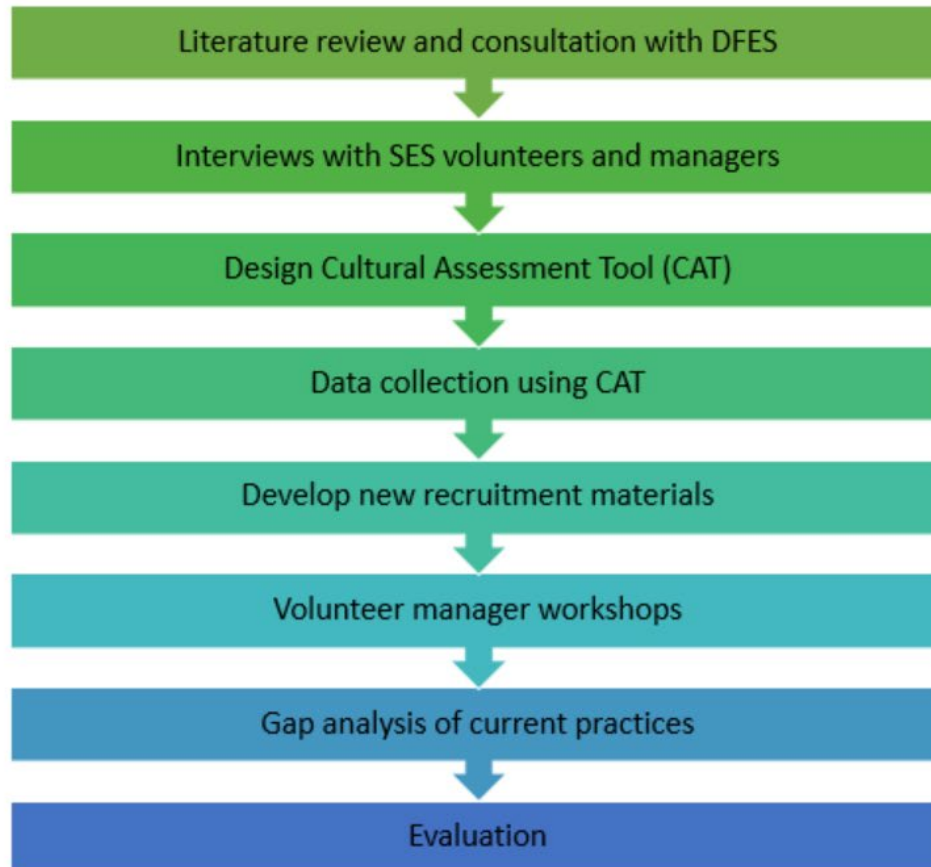 Literature review and consultation with DFES
Interviews with SES volunteers and managers
Design Cultural Assessment Tool (CAT)
Data collection using CAT
Develop new recruitment materials
Volunteer manager workshops
Gap analysis of current practices
Evaluation